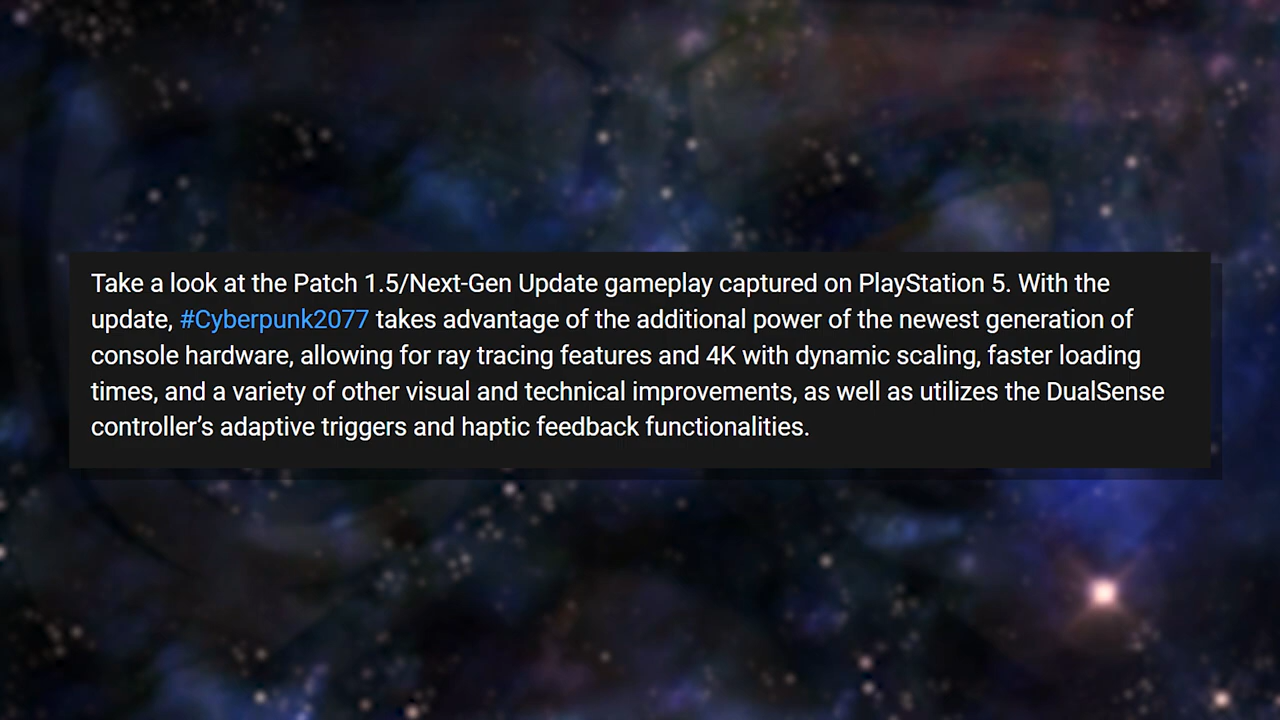 Take a look at the Patch 1.5/Next-Gen Update gameplay captured on PlayStation 5. With the
update, #Cyberpunk2077 takes advantage of the additional power of the newest generation of
console hardware, allowing for ray tracing features and 4K with dynamic scaling, faster loading
times, and a variety of other visual and technical improvements, as well as utilizes the DualSense
controller’s adaptive triggers and haptic feedback functionalities.